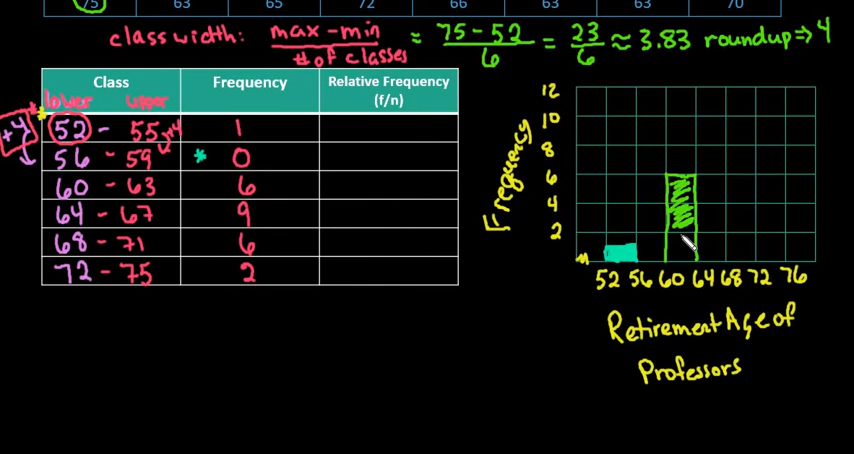 75 63 65 72 66 63 63 70
class width: max-min / # of classes = 75-52 / 6 = 23 / 6 ≈ 3.83 roundup ⇒ 4
Class Frequency Relative Frequency (f/n)
* lower upper
+4 52 - 55 +4 1
56 - 59 * 0
60 - 63 6
64 - 67 9
68 - 71 6
72 - 75 2
Frequency
12
10
8
6
4
2
52 56 60 64 68 72 76
Retirement Age of
Professors